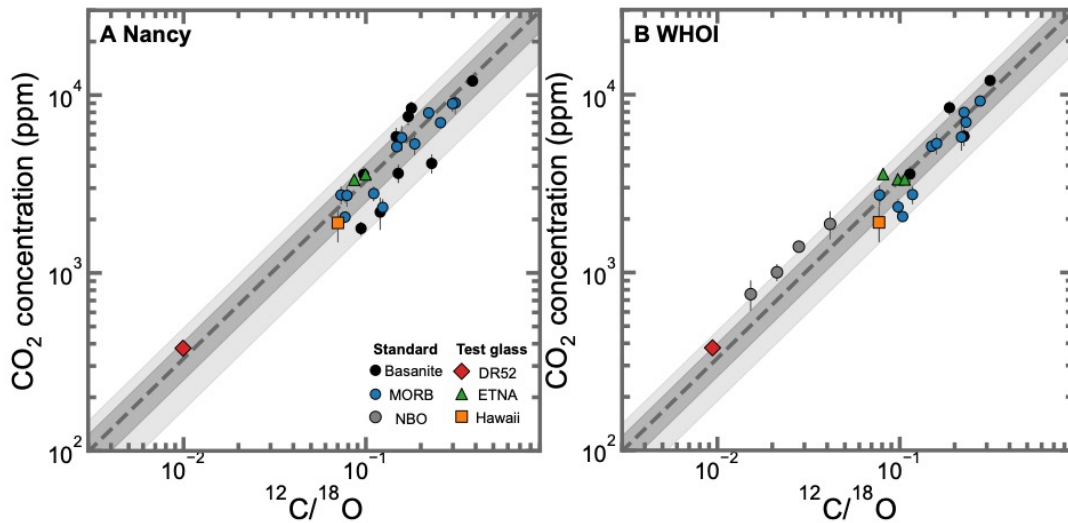 A Nancy
B WHOI
CO2 concentration (ppm)
10^4
10^3
10^2
10^-2
10^-1
^12C/^18O
Standard Test glass
Basanite DR52
MORB ETNA
NBO Hawaii
CO2 concentration (ppm)
10^4
10^3
10^2
10^-2
10^-1
^12C/^18O